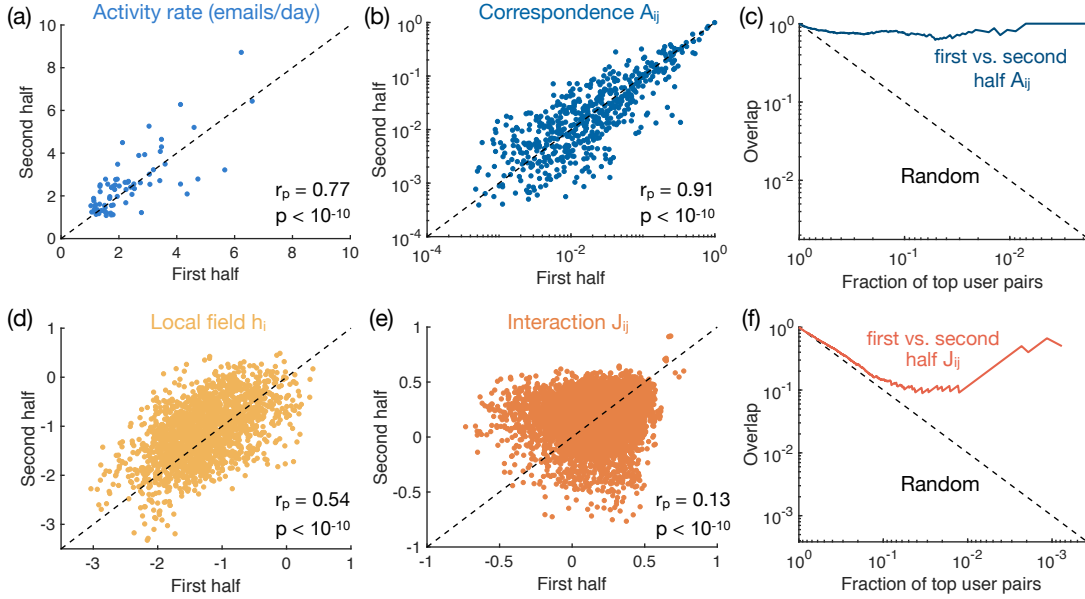 (a) Activity rate (emails/day)
10
8
6
4
2
0
Second half
0 2 4 6 8 10
First half
r_p = 0.77
p < 10^-10
(b) Correspondence A_ij
10^0
10^-1
10^-2
10^-3
10^-4
Second half
10^-4 10^-2 10^0
First half
r_p = 0.91
p < 10^-10
(c)
10^0
10^-1
10^-2
Overlap
first vs. second
half A_ij
Random
10^0 10^-1 10^-2
Fraction of top user pairs
(d) Local field h_i
1
0
-1
-2
-3
Second half
-3 -2 -1 0 1
First half
r_p = 0.54
p < 10^-10
(e) Interaction J_ij
1
0.5
0
-0.5
-1
Second half
-1 -0.5 0 0.5 1
First half
r_p = 0.13
p < 10^-10
(f)
10^0
10^-1
10^-2
10^-3
Overlap
first vs. second
half J_ij
Random
10^0 10^-1 10^-2 10^-3
Fraction of top user pairs